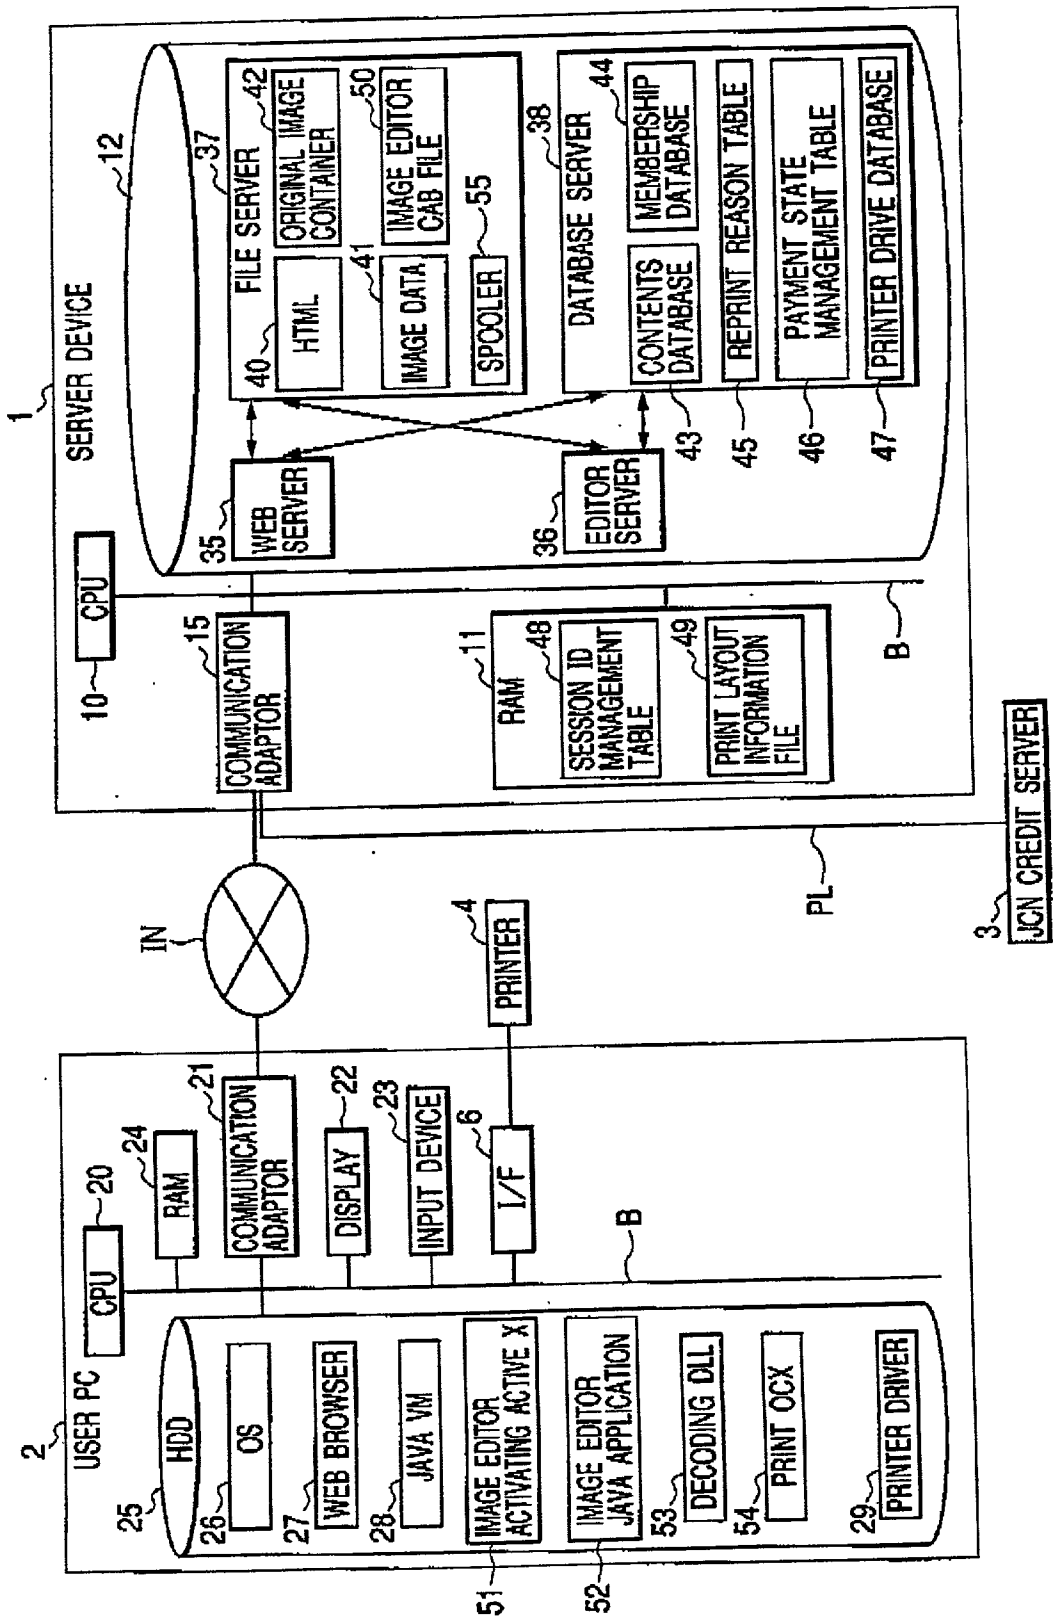 2
USER PC
CPU
20
25
HDD
26
OS
27
WEB BROWSER
28
JAVA VM
51
IMAGE EDITOR
ACTIVATING ACTIVE X
52
IMAGE EDITOR
JAVA APPLICATION
53
DECODING DLL
54
PRINT OCX
29
PRINTER DRIVER
24
RAM
21
COMMUNICATION
ADAPTOR
22
DISPLAY
23
INPUT DEVICE
6
I/F
B
4
PRINTER
IN
PL
3
JCN CREDIT SERVER
1
SERVER DEVICE
10
CPU
15
COMMUNICATION
ADAPTOR
11
RAM
48
SESSION ID
MANAGEMENT
TABLE
49
PRINT LAYOUT
INFORMATION
FILE
B
12
35
WEB
SERVER
36
EDITOR
SERVER
37
FILE SERVER
40
HTML
42
ORIGINAL IMAGE
CONTAINER
41
IMAGE DATA
50
IMAGE EDITOR
CAB FILE
55
SPOOLER
38
DATABASE SERVER
43
CONTENTS
DATABASE
44
MEMBERSHIP
DATABASE
45
REPRINT REASON TABLE
46
PAYMENT STATE
MANAGEMENT TABLE
47
PRINTER DRIVE DATABASE